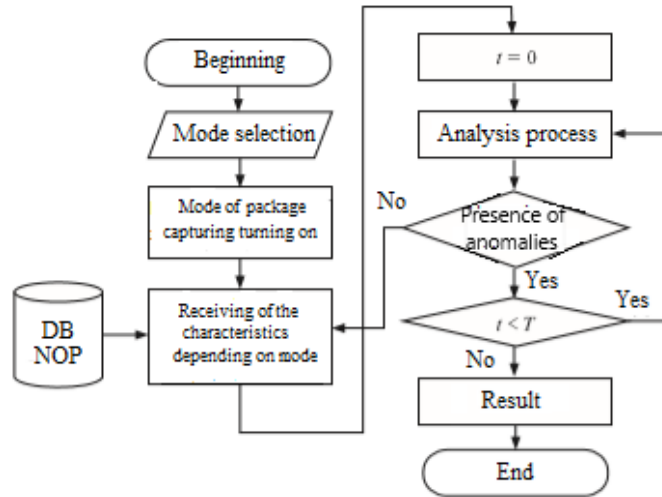 Beginning
Mode selection
Mode of package
capturing turning on
Receiving of the
characteristics
depending on mode
DB
NOP
t = 0
Analysis process
Presence of
anomalies
No
Yes
t < T
Yes
No
Result
End